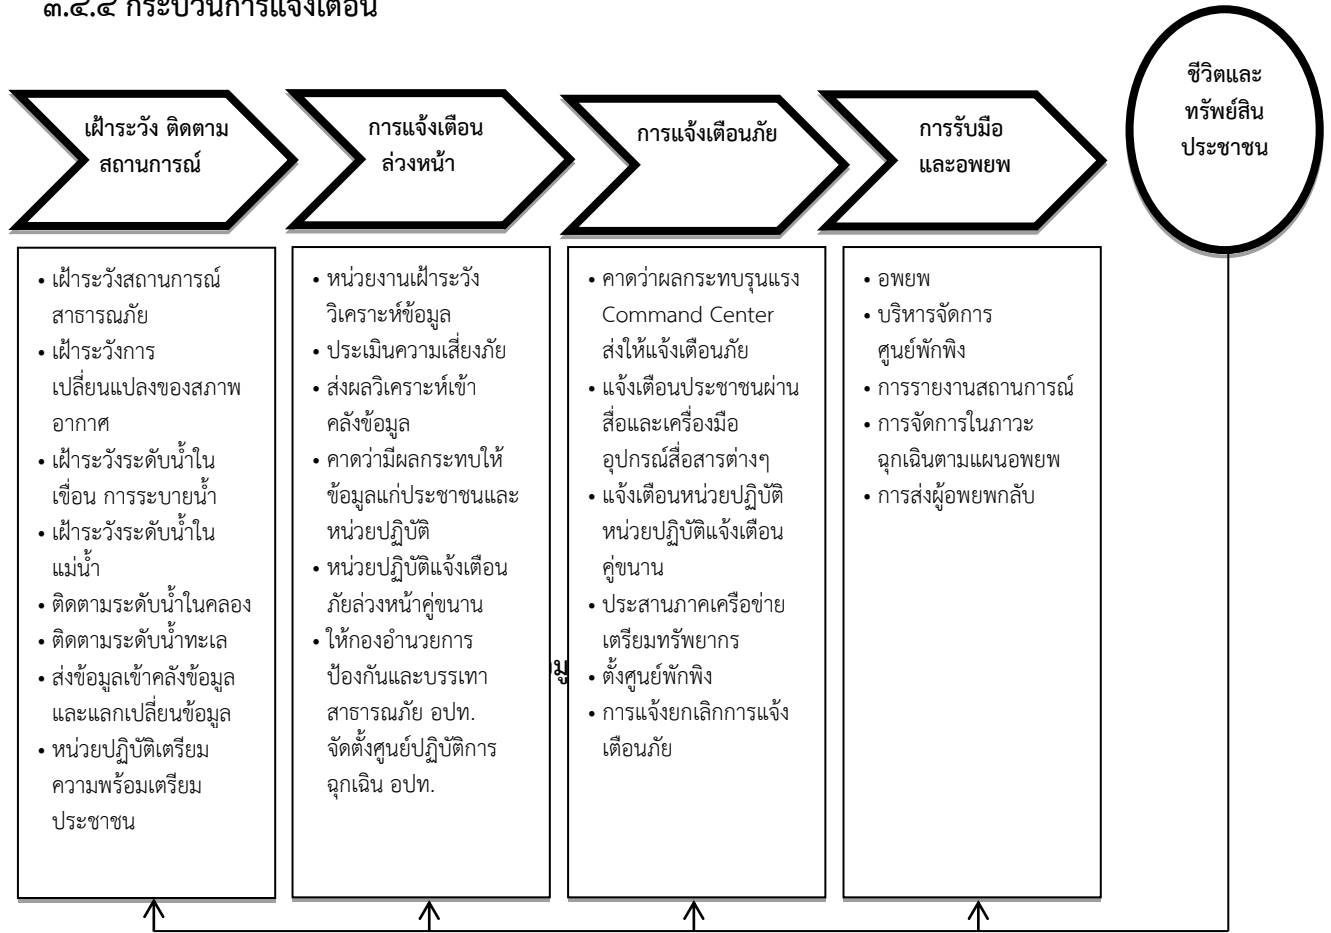 ๓.๔.๔ กระบวนการแจ้งเตือน
เฝ้าระวัง ติดตาม
สถานการณ์
การแจ้งเตือน
ล่วงหน้า
การแจ้งเตือนภัย
การรับมือ
และอพยพ
ชีวิตและ
ทรัพย์สิน
ประชาชน
• เฝ้าระวังสถานการณ์
สาธารณภัย
• เฝ้าระวังการ
เปลี่ยนแปลงของสภาพ
อากาศ
• เฝ้าระวังระดับน้ำใน
เขื่อน การระบายน้ำ
• เฝ้าระวังระดับน้ำใน
แม่น้ำ
• ติดตามระดับน้ำในคลอง
• ติดตามระดับน้ำทะเล
• ส่งข้อมูลเข้าคลังข้อมูล
และแลกเปลี่ยนข้อมูล
• หน่วยปฏิบัติเตรียม
ความพร้อมเตรียม
ประชาชน
• หน่วยงานเฝ้าระวัง
วิเคราะห์ข้อมูล
• ประเมินความเสี่ยงภัย
• ส่งผลวิเคราะห์เข้า
คลังข้อมูล
• คาดว่ามีผลกระทบให้
ข้อมูลแก่ประชาชนและ
หน่วยปฏิบัติ
• หน่วยปฏิบัติแจ้งเตือน
ภัยล่วงหน้าคู่ขนาน
• ให้กองอำนวยการ
ป้องกันและบรรเทา
สาธารณภัย อปท.
จัดตั้งศูนย์ปฏิบัติการ
ฉุกเฉิน อปท.
• คาดว่าผลกระทบรุนแรง
Command Center
ส่งให้แจ้งเตือนภัย
• แจ้งเตือนประชาชนผ่าน
สื่อและเครื่องมือ
อุปกรณ์สื่อสารต่างๆ
• แจ้งเตือนหน่วยปฏิบัติ
หน่วยปฏิบัติแจ้งเตือน
คู่ขนาน
• ประสานภาคเครือข่าย
เตรียมทรัพยากร
• ตั้งศูนย์พักพิง
• การแจ้งยกเลิกการแจ้ง
เตือนภัย
• อพยพ
• บริหารจัดการ
ศูนย์พักพิง
• การรายงานสถานการณ์
• การจัดการในภาวะ
ฉุกเฉินตามแผนอพยพ
• การส่งผู้อพยพกลับ